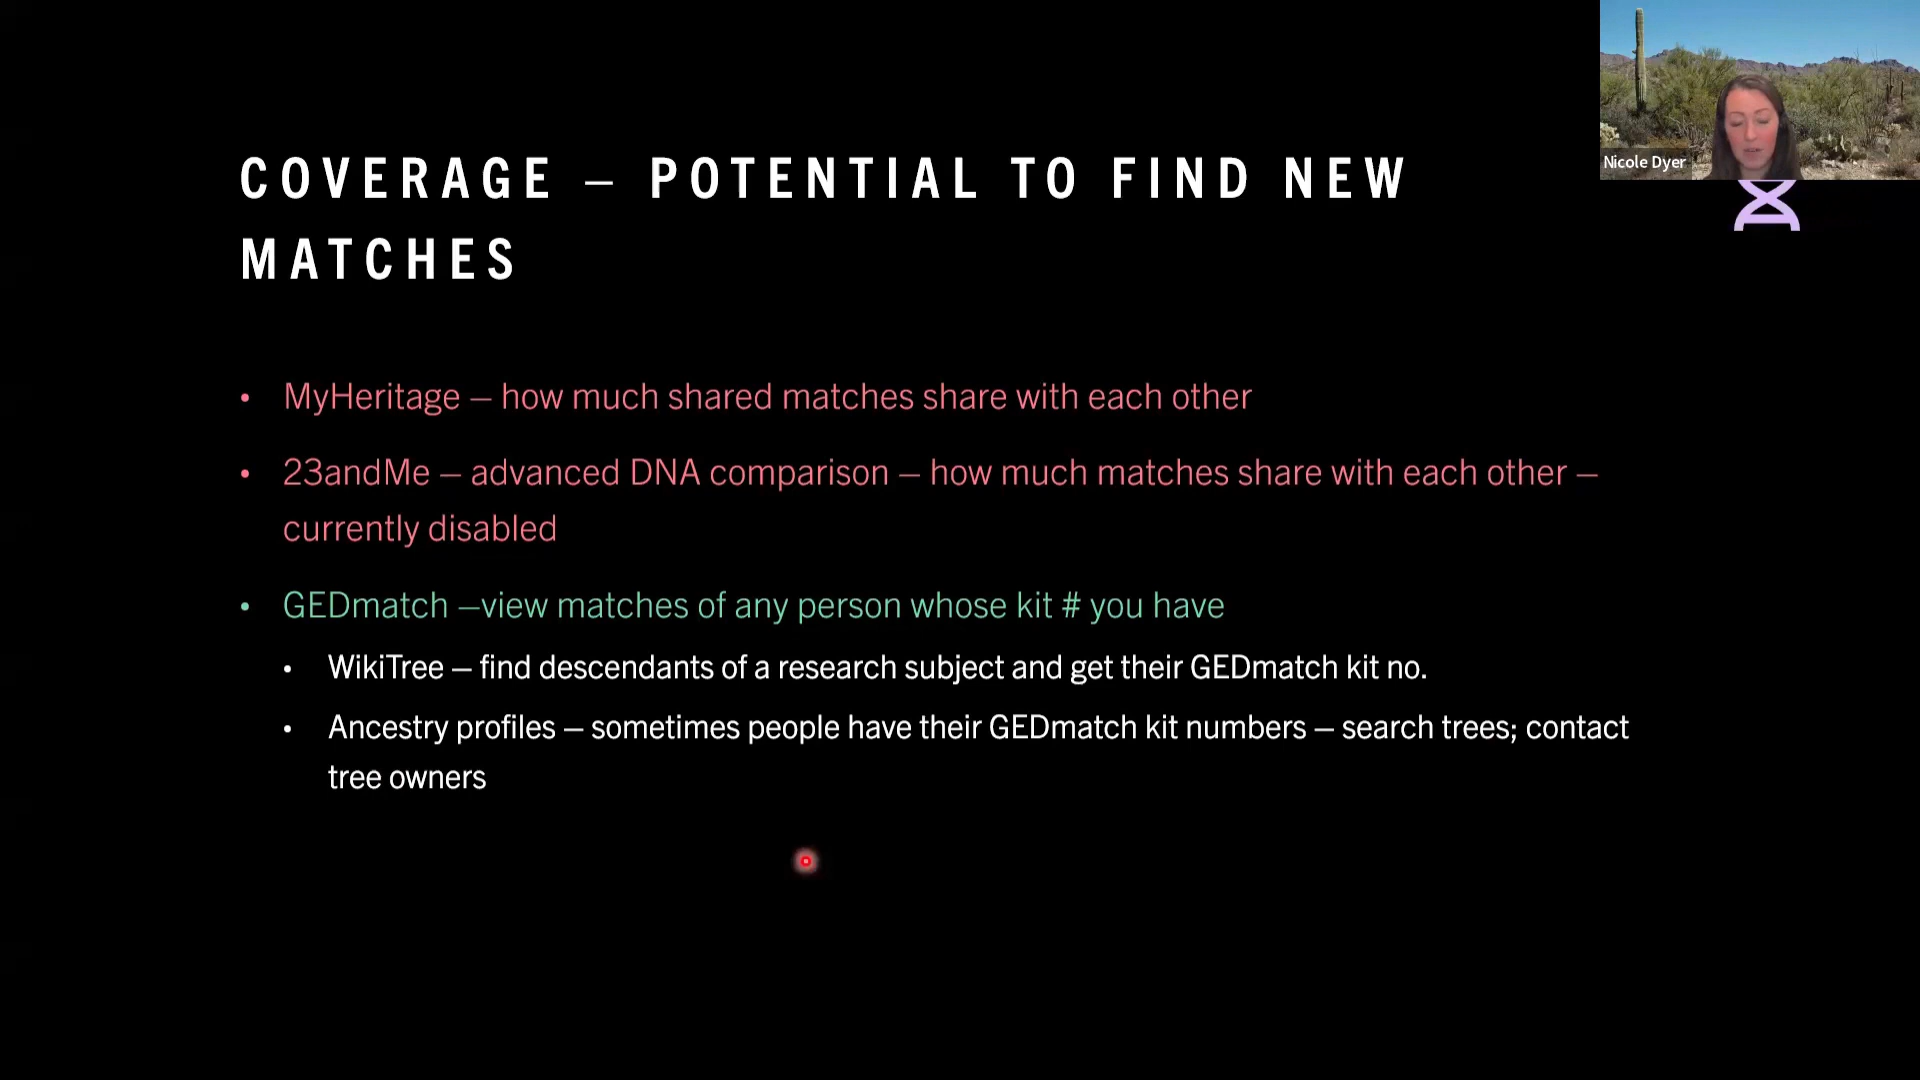 COVERAGE – POTENTIAL TO FIND NEW
MATCHES
Nicole Dyer
• MyHeritage – how much shared matches share with each other
• 23andMe – advanced DNA comparison – how much matches share with each other –
currently disabled
• GEDmatch –view matches of any person whose kit # you have
• WikiTree – find descendants of a research subject and get their GEDmatch kit no.
• Ancestry profiles – sometimes people have their GEDmatch kit numbers – search trees; contact
tree owners